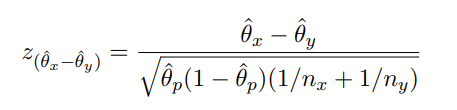 $z_{(\hat{\theta}_x - \hat{\theta}_y)} = \dfrac{\hat{\theta}_x - \hat{\theta}_y}{\sqrt{\hat{\theta}_p(1 - \hat{\theta}_p)(1/n_x + 1/n_y)}}$